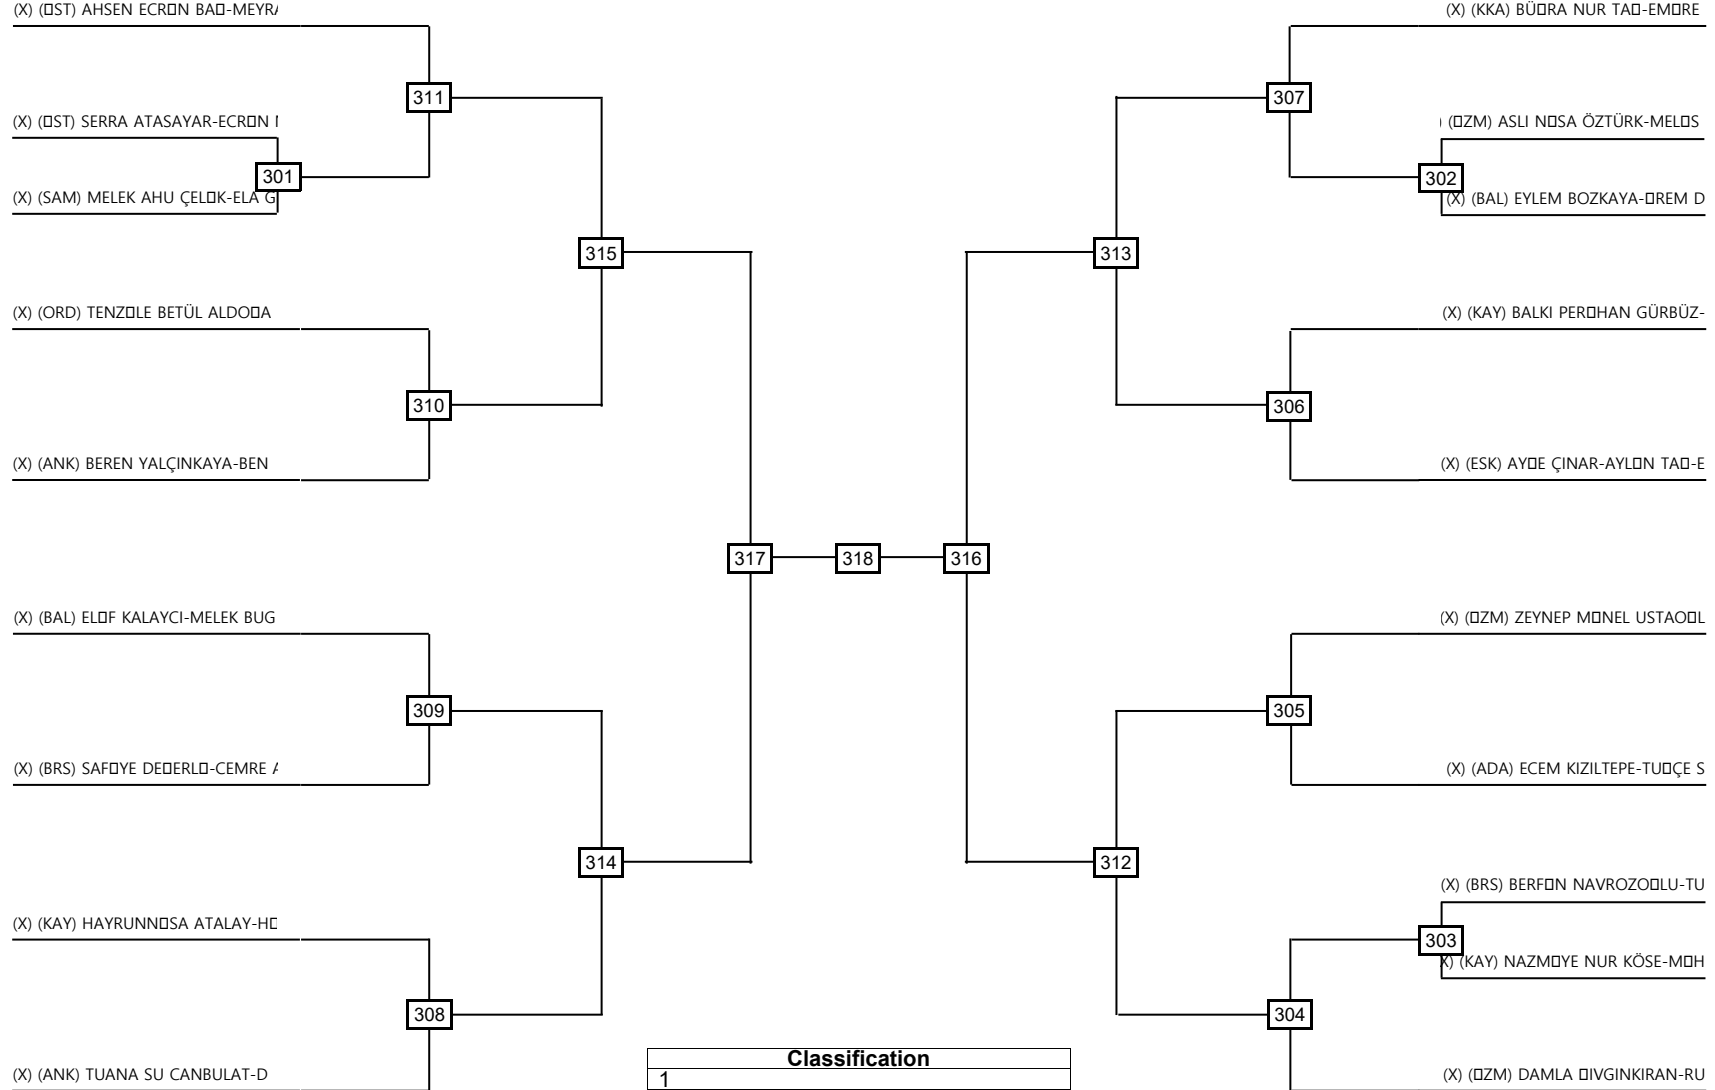 (X) (▯ST) AHSEN ECR▯N BA▯-MEYRA
(X) (KKA) BÜ▯RA NUR TA▯-EM▯RE
311
307
(X) (▯ST) SERRA ATASAYAR-ECR▯N
(▯ZM) ASLI N▯SA ÖZTÜRK-MEL▯S
301
302
(X) (SAM) MELEK AHU ÇEL▯K-ELA G
(X) (BAL) EYLEM BOZKAYA-▯REM D
315
313
(X) (ORD) TENZ▯LE BETÜL ALDO▯A
(X) (KAY) BALKI PER▯HAN GÜRBÜZ-
310
306
(X) (ANK) BEREN YALÇINKAYA-BEN
(X) (ESK) AY▯E ÇINAR-AYL▯N TA▯-E
317
318
316
(X) (BAL) EL▯F KALAYCI-MELEK BUG
(X) (▯ZM) ZEYNEP M▯NEL USTAO▯L
309
305
(X) (BRS) SAF▯YE DE▯ERL▯-CEMRE A
(X) (ADA) ECEM KIZILTEPE-TU▯ÇE S
314
312
(X) (BRS) BERF▯N NAVROZO▯LU-TU
(X) (KAY) HAYRUNN▯SA ATALAY-H▯
303
X) (KAY) NAZM▯YE NUR KÖSE-M▯H
308
304
Classification
1
(X) (ANK) TUANA SU CANBULAT-D
(X) (▯ZM) DAMLA ▯IVGINKIRAN-RU